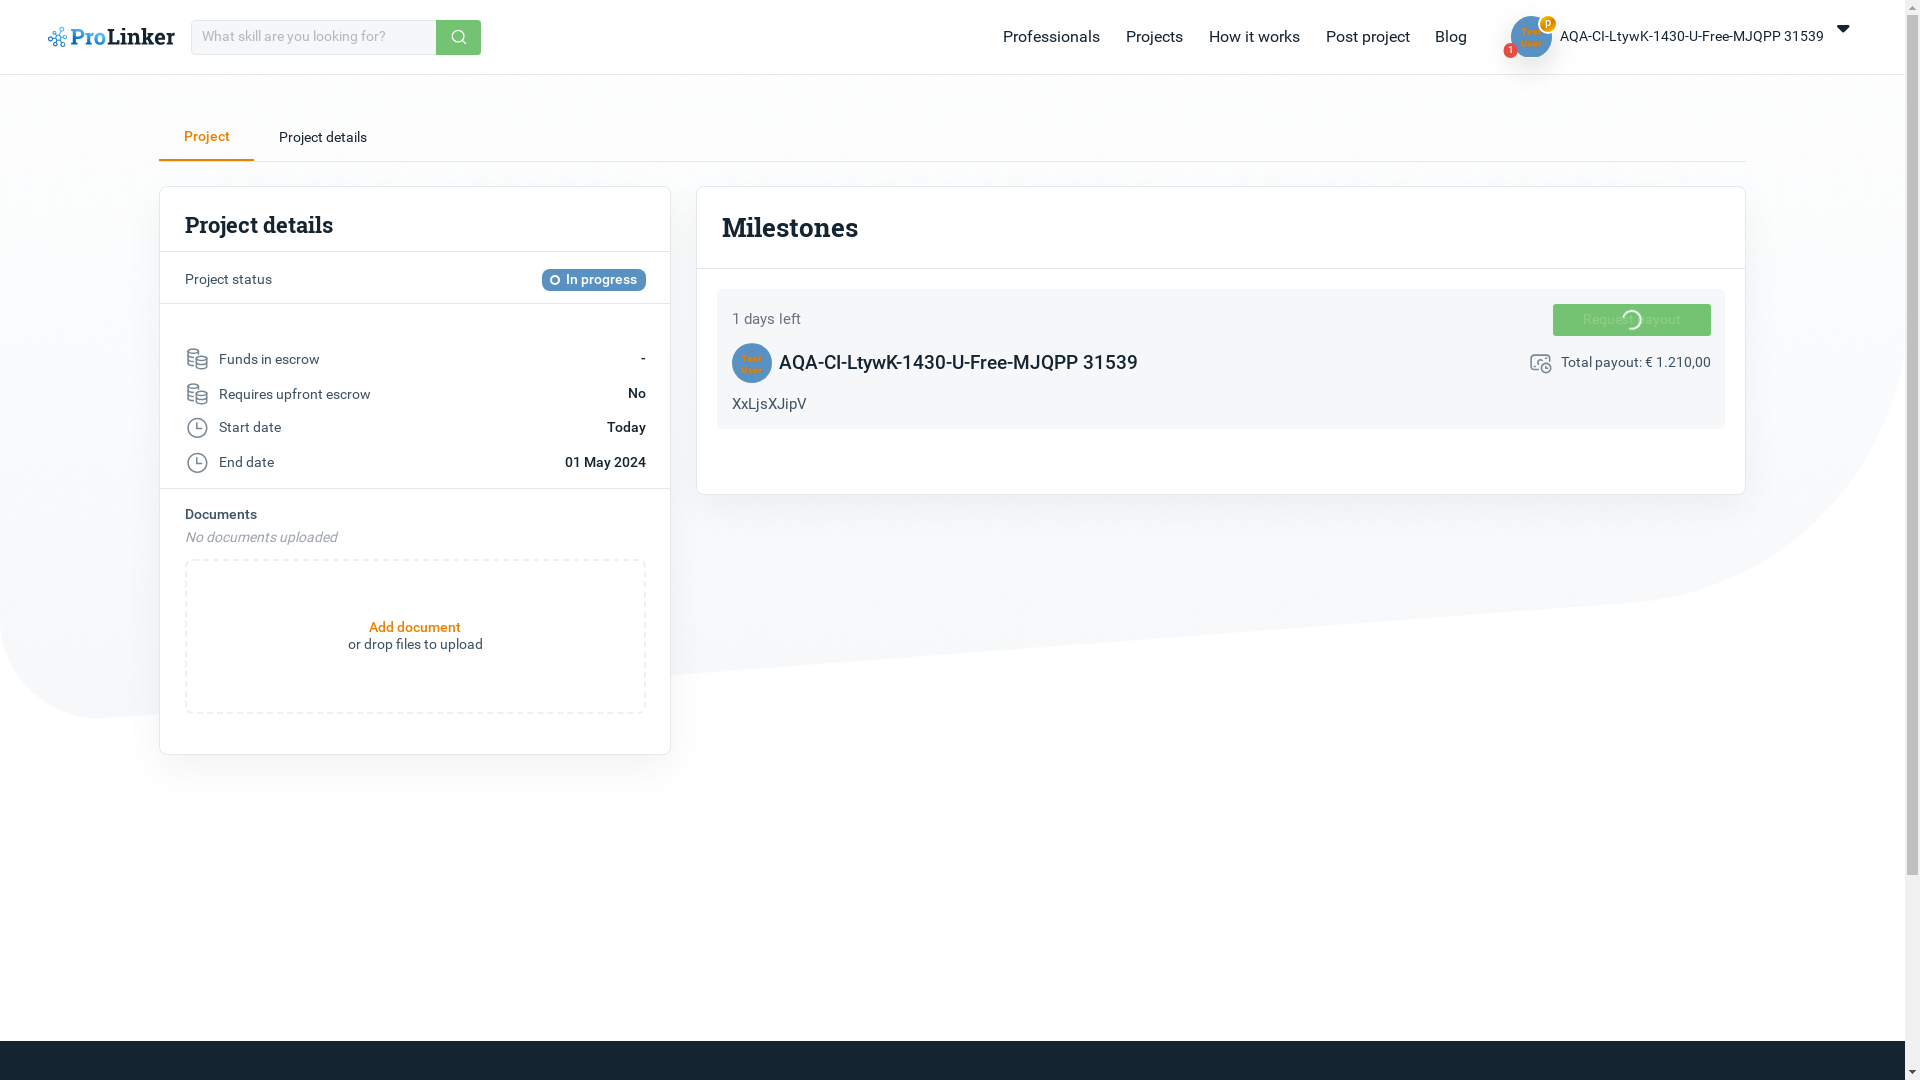 ProLinker
What skill are you looking for?
Professionals
Projects
How it works
Post project
Blog
p
Test
User
1
AQA-CI-LtywK-1430-U-Free-MJQPP 31539
Project
Project details
Project details
Project status
In progress
Funds in escrow
-
Requires upfront escrow
No
Start date
Today
End date
01 May 2024
Documents
No documents uploaded
Add document
or drop files to upload
Milestones
1 days left
Request payout
Test
User
AQA-CI-LtywK-1430-U-Free-MJQPP 31539
Total payout: € 1.210,00
XxLjsXJipV